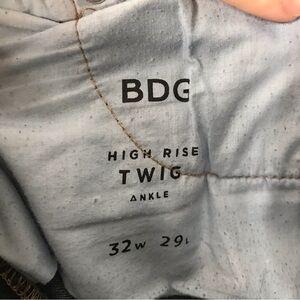 BDG
HIGH RISE
TWIG
ANKLE
32W 29L